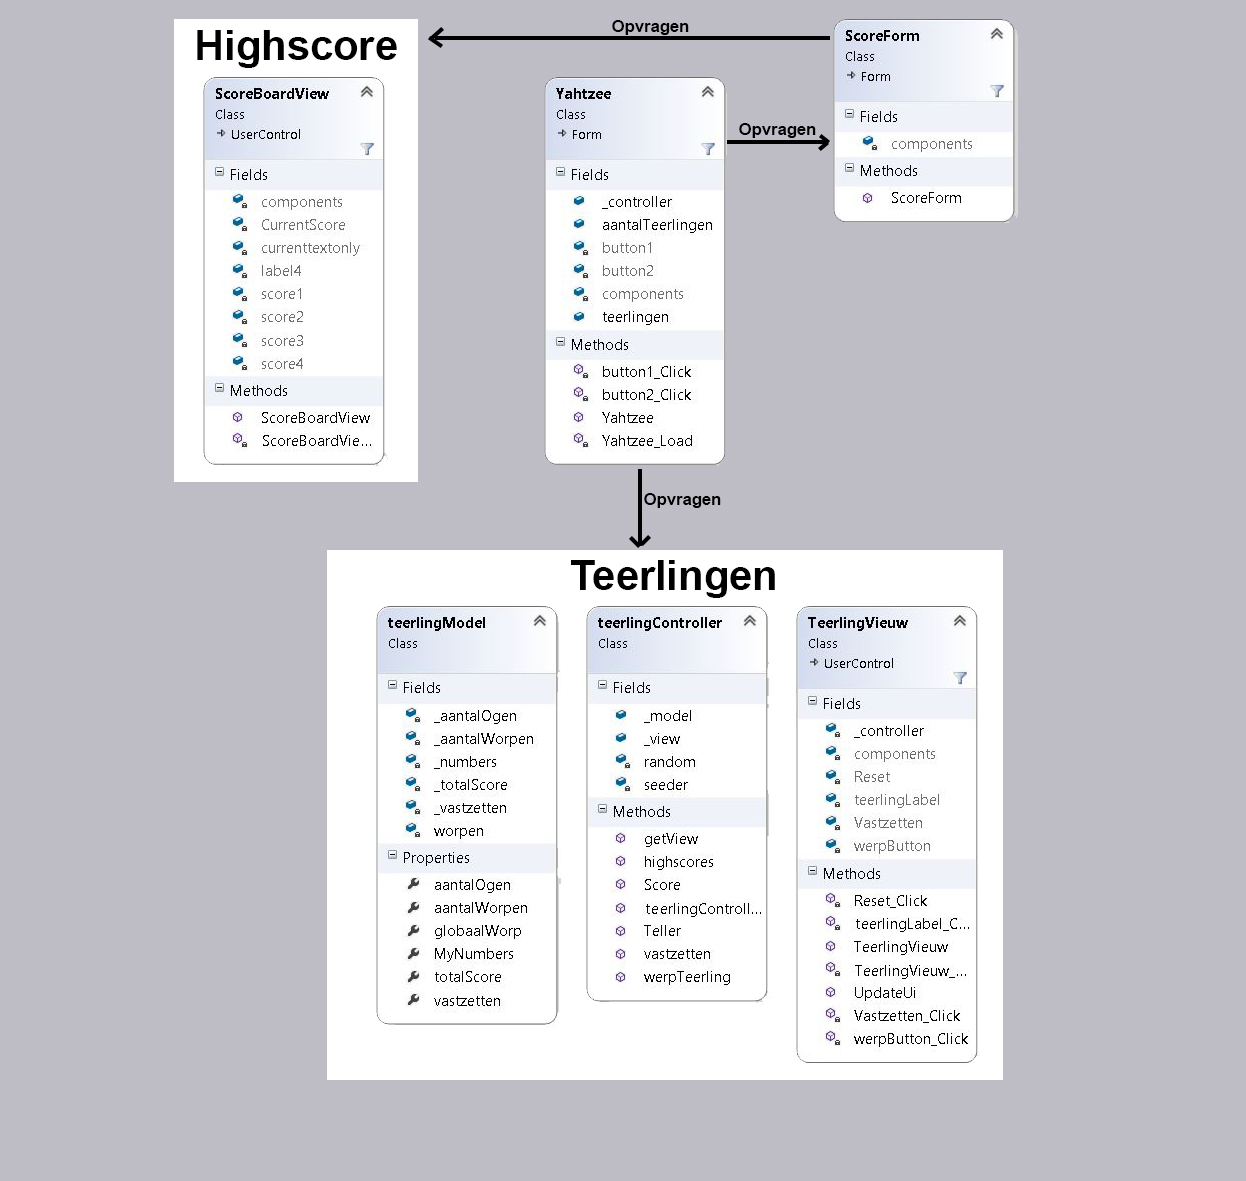 Opvragen
Highscore
ScoreBoardView
Class
UserControl
Fields
components
CurrentScore
currenttextonly
label4
score1
score2
score3
score4
Methods
ScoreBoardView
ScoreBoardVie...
Yahtzee
Class
Form
Fields
_controller
aantalTeerlingen
button1
button2
components
teerlingen
Methods
button1_Click
button2_Click
Yahtzee
Yahtzee_Load
Opvragen
ScoreForm
Class
Form
Fields
components
Methods
ScoreForm
Opvragen
Teerlingen
teerlingModel
Class
Fields
_aantalOgen
_aantalWorpen
_numbers
_totalScore
_vastzetten
worpen
Properties
aantalOgen
aantalWorpen
globaalWorp
MyNumbers
totalScore
vastzetten
teerlingController
Class
Fields
_model
_view
random
seeder
Methods
getView
highscores
Score
teerlingControll...
Teller
vastzetten
werpTeerling
TeerlingVieuw
Class
UserControl
Fields
_controller
components
Reset
teerlingLabel
Vastzetten
werpButton
Methods
Reset_Click
teerlingLabel_C...
TeerlingVieuw
TeerlingVieuw_...
UpdateUi
Vastzetten_Click
werpButton_Click